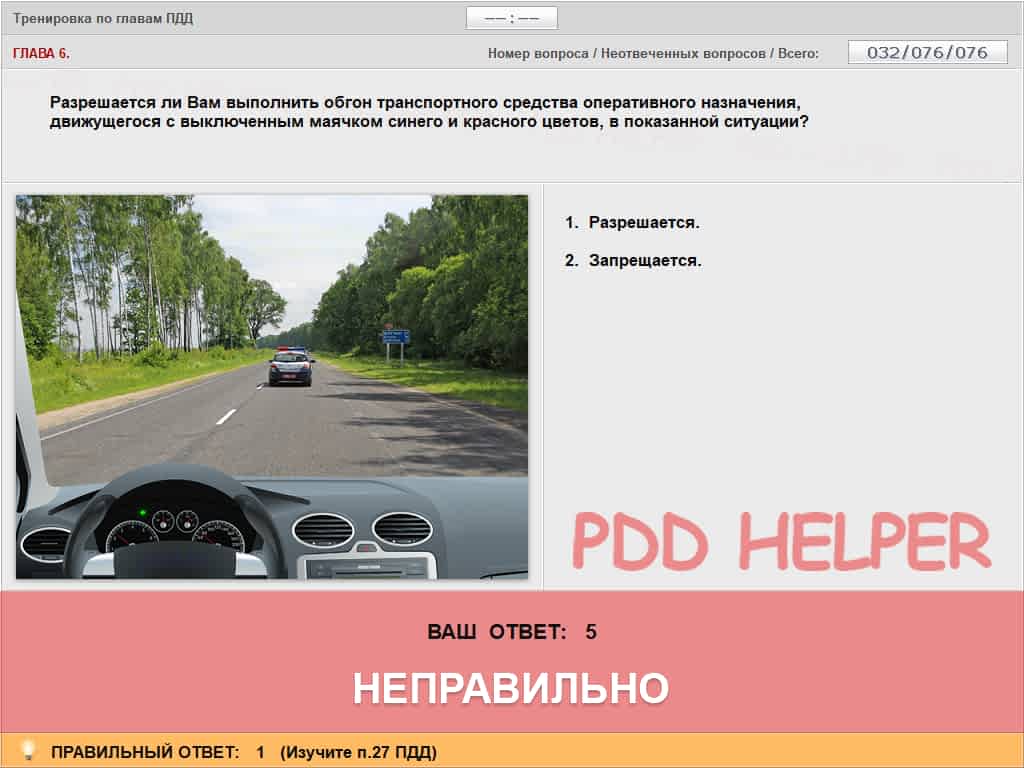 Тренировка по главам ПДД
—— : ——
ГЛАВА 6.
Номер вопроса / Неотвеченных вопросов / Всего:
032/076/076
Разрешается ли Вам выполнить обгон транспортного средства оперативного назначения,
движущегося с выключенным маячком синего и красного цветов, в показанной ситуации?
1. Разрешается.
2. Запрещается.
PDD HELPER
ВАШ ОТВЕТ: 5
НЕПРАВИЛЬНО
ПРАВИЛЬНЫЙ ОТВЕТ: 1 (Изучите п.27 ПДД)